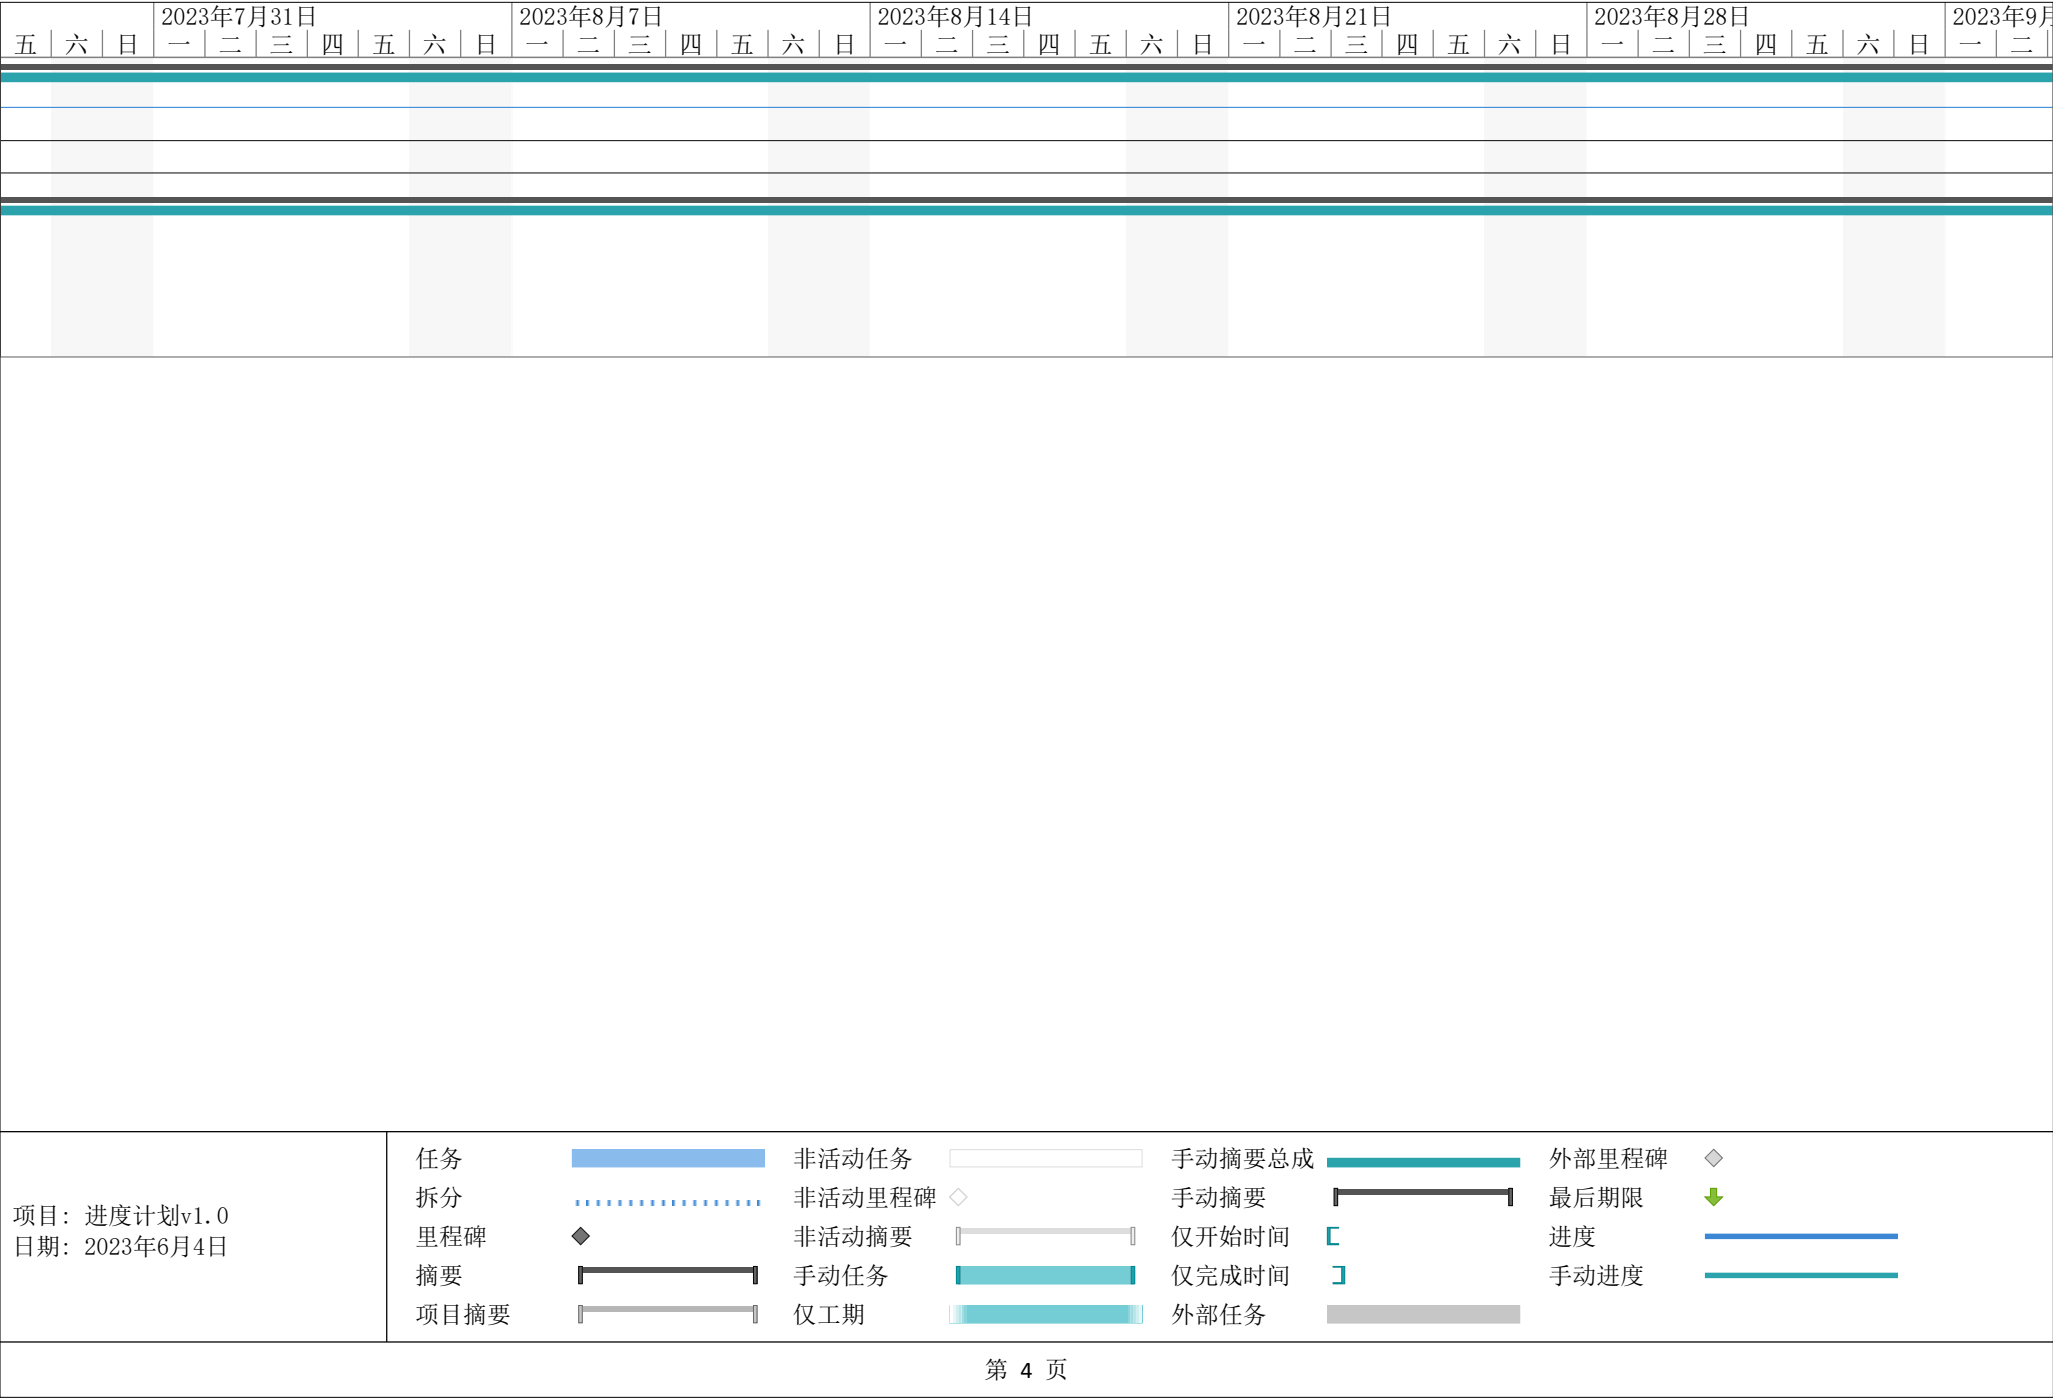 2023年7月31日 2023年8月7日 2023年8月14日 2023年8月21日 2023年8月28日 2023年9月
五 六 日 一 二 三 四 五 六 日 一 二 三 四 五 六 日 一 二 三 四 五 六 日 一 二 三 四 五 六 日 一 二 三 四 五 六 日 一 二
项目: 进度计划v1.0
日期: 2023年6月4日
任务
拆分
里程碑
摘要
项目摘要
非活动任务
非活动里程碑
非活动摘要
手动任务
仅工期
手动摘要总成
手动摘要
仅开始时间
仅完成时间
外部任务
外部里程碑
最后期限
进度
手动进度
第 4 页